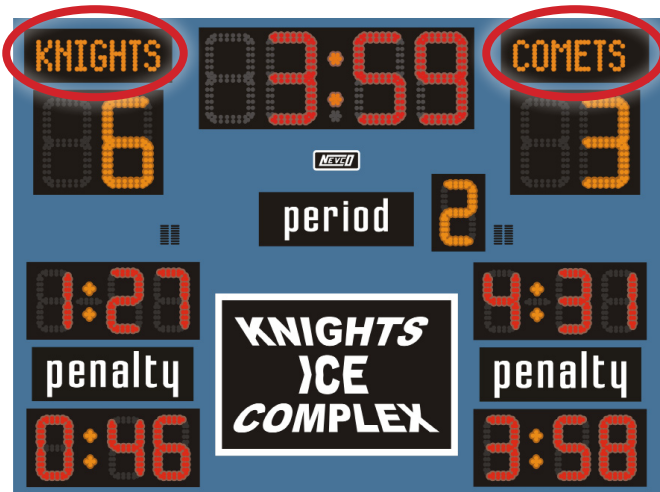 KNIGHTS 3:59 COMETS
6 3
NEVCO
period 2
1:27 4:31
KNIGHTS
ICE
COMPLEX
penalty penalty
0:46 3:58